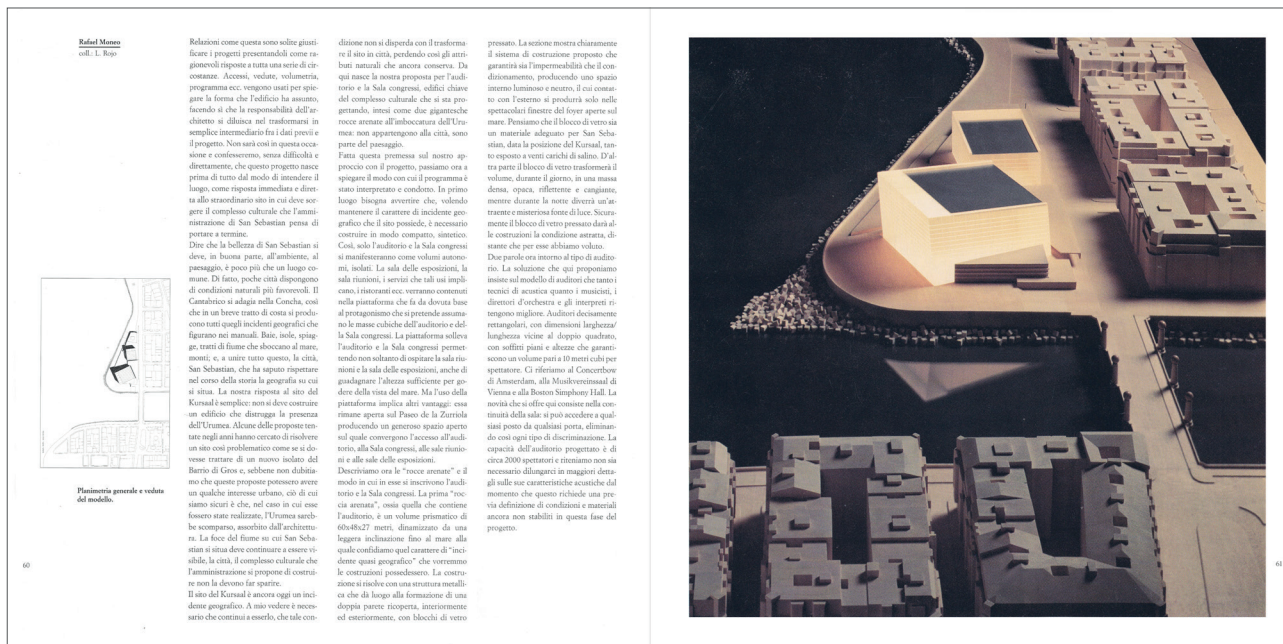 Rafael Moneo
coll.: L. Rojo
Relazioni come questa sono solite giusti-
ficare i progetti presentandoli come ra-
gionevoli risposte a tutta una serie di cir-
costanze. Accessi, vedute, volumetria,
programma ecc. vengono usati per spie-
gare la forma che l'edificio ha assunto,
facendo sì che la responsabilità dell'ar-
chitetto si diluisca nel trasformarsi in
semplice intermediario fra i dati previi e
il progetto. Non sarà così in questa occa-
sione e confesseremo, senza difficoltà e
direttamente, che questo progetto nasce
prima di tutto dal modo di intendere il
luogo, come risposta immediata e diret-
ta allo straordinario sito in cui deve sor-
gere il complesso culturale che l'ammi-
nistrazione di San Sebastian pensa di
portare a termine.
Dire che la bellezza di San Sebastian si
deve, in buona parte, all'ambiente, al
paesaggio, è poco più che un luogo co-
mune. Di fatto, poche città dispongono
di condizioni naturali più favorevoli. Il
Cantabrico si adagia nella Concha, così
che in un breve tratto di costa si produ-
cono tutti quegli incidenti geografici che
figurano nei manuali. Baie, isole, spiag-
ge, tratti di fiume che sboccano al mare,
monti; e, a unire tutto questo, la città,
San Sebastian, che ha saputo rispettare
nel corso della storia la geografia su cui
si situa. La nostra risposta al sito del
Kursaal è semplice: non si deve costruire
un edificio che distrugga la presenza
dell'Urumea. Alcune delle proposte ten-
tate negli anni hanno cercato di risolvere
un sito così problematico come se si do-
vesse trattare di un nuovo isolato del
Barrio di Gros e, sebbene non dubitia-
mo che queste proposte potessero avere
un qualche interesse urbano, ciò di cui
siamo sicuri è che, nel caso in cui esse
fossero state realizzate, l'Urumea sareb-
be scomparso, assorbito dall'architettu-
ra. La foce del fiume su cui San Seba-
stian si situa deve continuare a essere vi-
sibile, la città, il complesso culturale che
l'amministrazione si propone di costrui-
re non la devono far sparire.
Il sito del Kursaal è ancora oggi un inci-
dente geografico. A mio vedere è neces-
sario che continui a esserlo, che tale con-
dizione non si disperda con il trasforma-
re il sito in città, perdendo così gli attri-
buti naturali che ancora conserva. Da
qui nasce la nostra proposta per l'audi-
torio e la Sala congressi, edifici chiave
del complesso culturale che si sta pro-
gettando, intesi come due gigantesche
rocce arenate all'imboccatura dell'Uru-
mea: non appartengono alla città, sono
parte del paesaggio.
Fatta questa premessa sul nostro ap-
proccio con il progetto, passiamo ora a
spiegare il modo con cui il programma è
stato interpretato e condotto. In primo
luogo bisogna avvertire che, volendo
mantenere il carattere di incidente geo-
grafico che il sito possiede, è necessario
costruire in modo compatto, sintetico.
Così, solo l'auditorio e la Sala congressi
si manifesteranno come volumi autono-
mi, isolati. La sala delle esposizioni, la
sala riunioni, i servizi che tali usi impli-
cano, i ristoranti ecc. verranno contenuti
nella piattaforma che fa da dovuta base
al protagonismo che si pretende assuma-
no le masse cubiche dell'auditorio e del-
la Sala Congressi. La piattaforma solleva
l'auditorio e la Sala congressi permet-
tendo non soltanto di ospitare la sala riu-
nioni e la sala delle esposizioni, anche di
guadagnare l'altezza sufficiente per go-
dere della vista del mare. Ma l'uso della
piattaforma implica altri vantaggi: essa
rimane aperta sul Paseo de la Zurriola
producendo un generoso spazio aperto
sul quale convergono l'accesso all'audi-
torio, alla Sala congressi, alle sale riunio-
ni e alle sale delle esposizioni.
Descriviamo ora le "rocce arenate" e il
modo in cui in esse si inscrivono l'audi-
torio e la Sala congressi. La prima "roc-
cia arenata", ossia quella che contiene
l'auditorio, è un volume prismatico di
60x48x27 metri, dinamizzato da una
leggera inclinazione fino al mare alla
quale confidiamo quel carattere di "inci-
dente quasi geografico" che vorremmo
le costruzioni possedessero. La costru-
zione si risolve con una struttura metalli-
ca che dà luogo alla formazione di una
doppia parete ricoperta, interiormente
ed esteriormente, con blocchi di vetro
pressato. La sezione mostra chiaramente
il sistema di costruzione proposto che
garantirà sia l'impermeabilità che il con-
dizionamento, producendo uno spazio
interno luminoso e neutro, il cui contat-
to con l'esterno si produrrà solo nelle
spettacolari finestre del foyer aperte sul
mare. Pensiamo che il blocco di vetro sia
un materiale adeguato per San Seba-
stian, data la posizione del Kursaal, tan-
to esposto a venti carichi di salino. D'al-
tra parte il blocco di vetro trasformerà il
volume, durante il giorno, in una massa
densa, opaca, riflettente e cangiante,
mentre durante la notte diverrà un'at-
traente e misteriosa fonte di luce. Sicura-
mente il blocco di vetro pressato darà al-
le costruzioni la condizione astratta, di-
stante che per esse abbiamo voluto.
Due parole ora intorno al tipo di audito-
rio. La soluzione che qui proponiamo
insiste sul modello di auditori che tanto i
tecnici di acustica quanto i musicisti, i
direttori d'orchestra e gli interpreti ri-
tengono migliore. Auditori decisamente
rettangolari, con dimensioni larghezza/
lunghezza vicine al doppio quadrato,
con soffitti piani e altezze che garanti-
scono un volume pari a 10 metri cubi per
spettatore. Ci riferiamo al Concertbow
di Amsterdam, alla Musikvereinssaal di
Vienna e alla Boston Simphony Hall. La
novità che si offre qui consiste nella con-
tinuità della sala: si può accedere a qual-
siasi posto da qualsiasi porta, eliminan-
do così ogni tipo di discriminazione. La
capacità dell'auditorio progettato è di
circa 2000 spettatori e riteniamo non sia
necessario dilungarci in maggiori detta-
gli sulle sue caratteristiche acustiche dal
momento che questo richiede una pre-
via definizione di condizioni e materiali
ancora non stabiliti in questa fase del
progetto.
Planimetria generale e veduta
del modello.
60
61